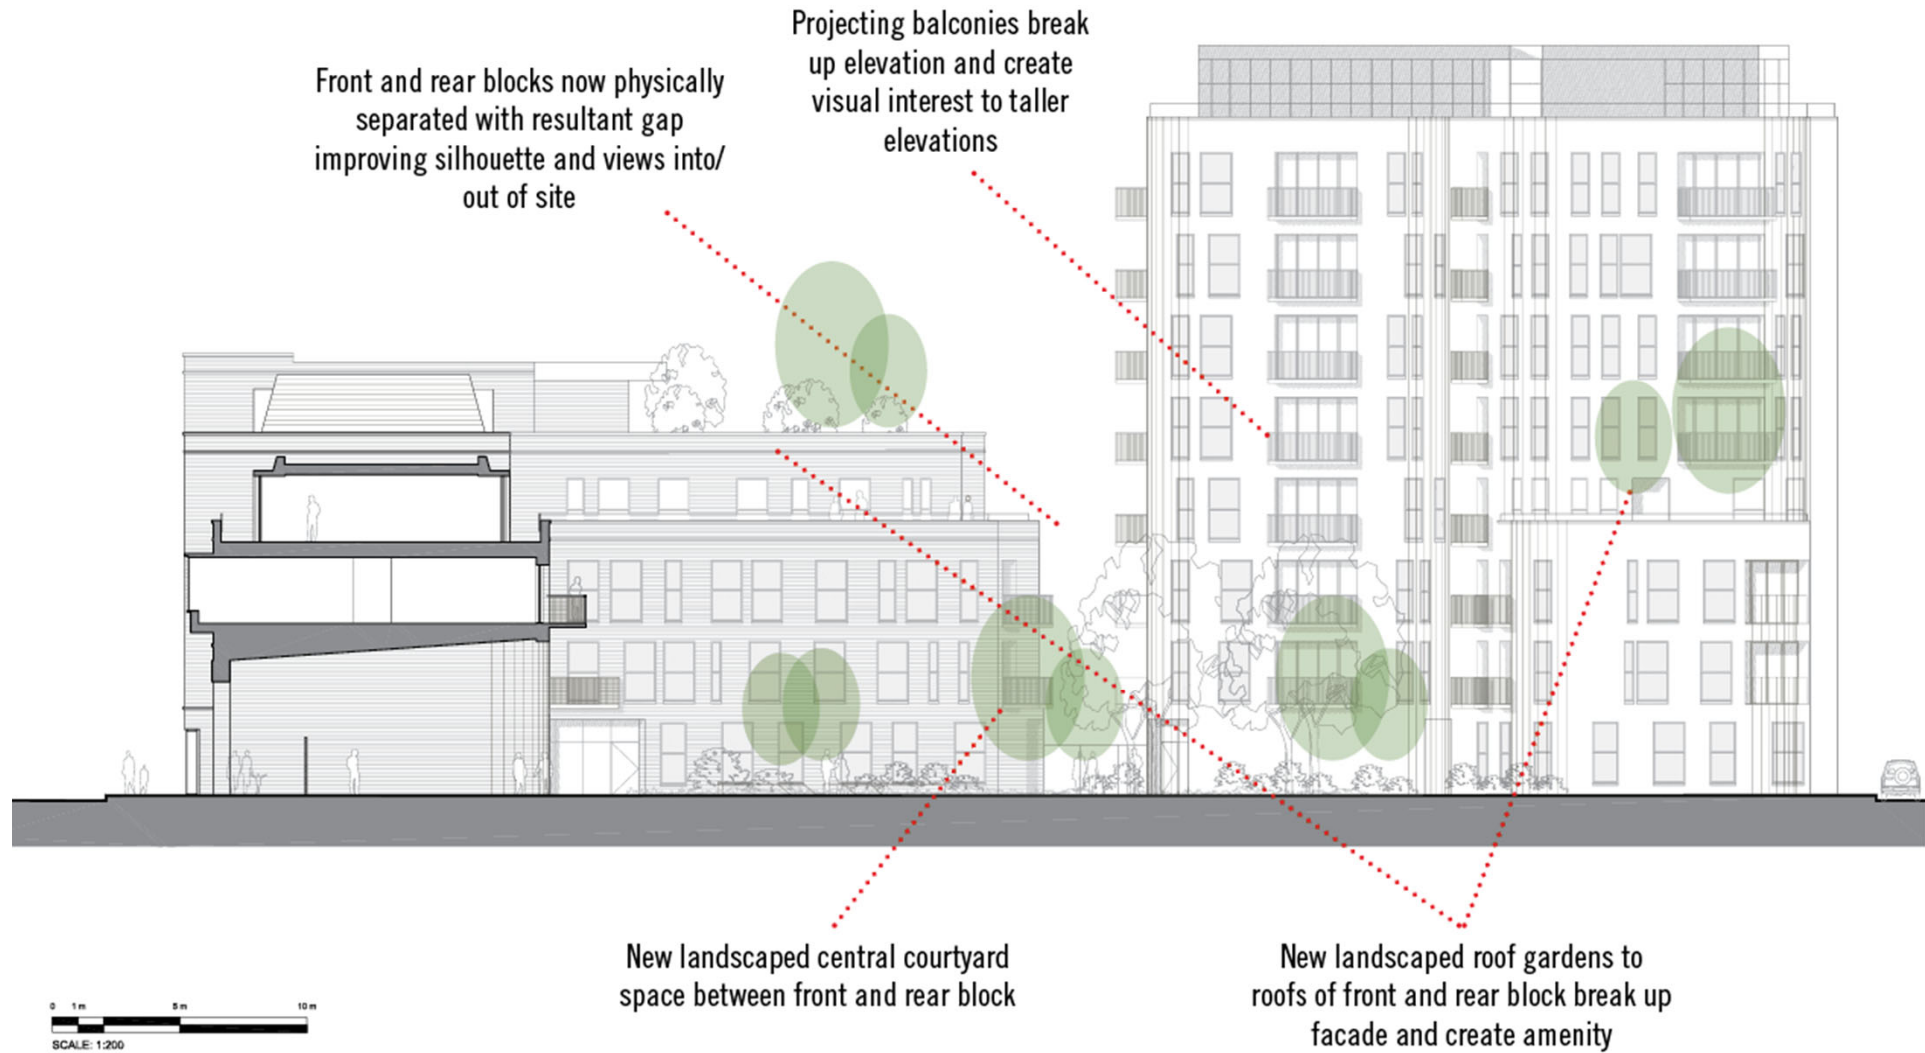 Projecting balconies break
up elevation and create
visual interest to taller
elevations
Front and rear blocks now physically
separated with resultant gap
improving silhouette and views into/
out of site
New landscaped central courtyard
space between front and rear block
New landscaped roof gardens to
roofs of front and rear block break up
facade and create amenity
0 1 m 5 m 10 m
SCALE: 1:200